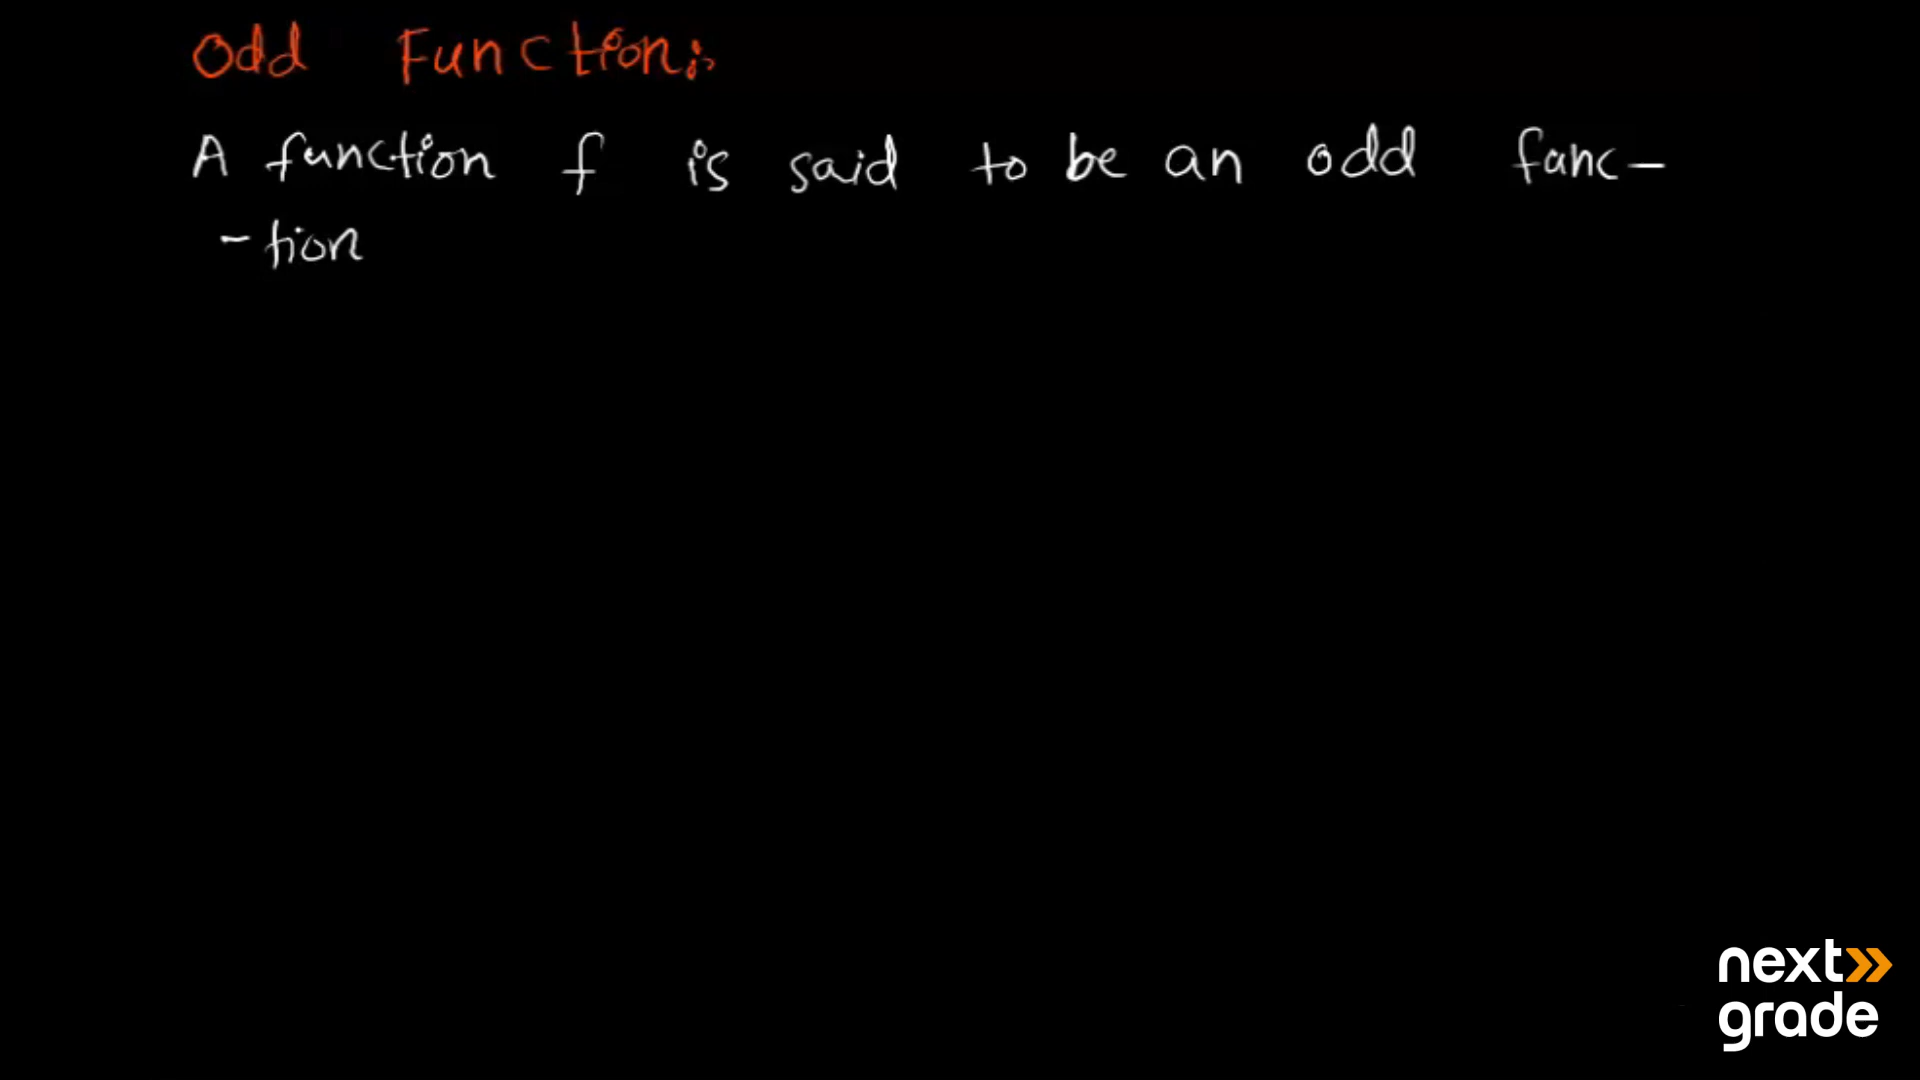 Odd Function:-
A function f is said to be an odd func-
-tion
next
grade